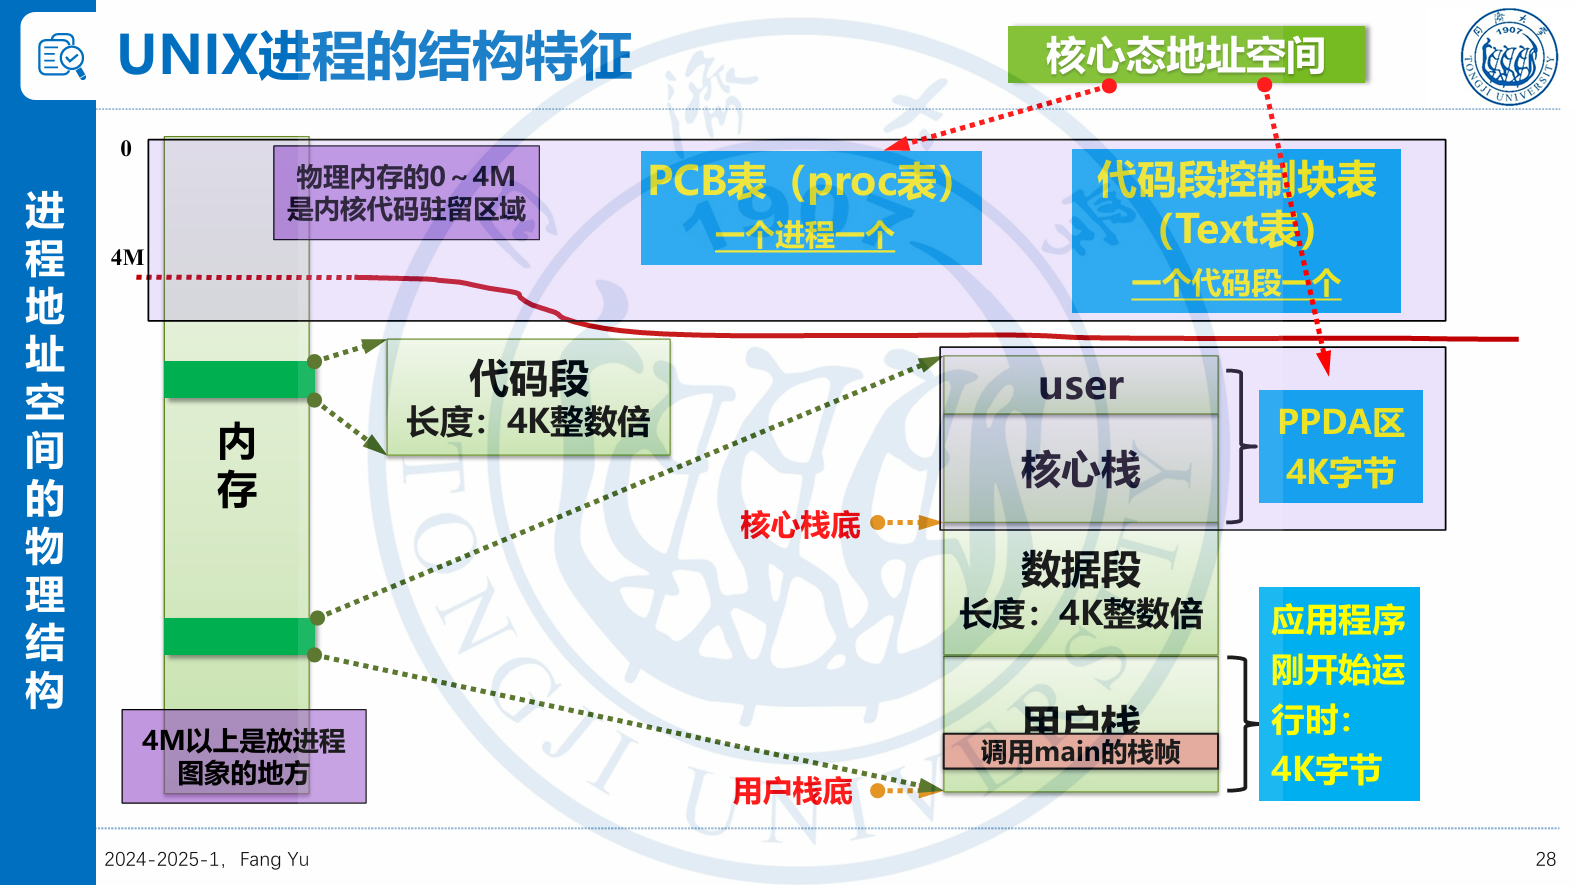 UNIX进程的结构特征
核心态地址空间
1907
TONGJI UNIVERSITY
进程地址空间的物理结构
0
4M
物理内存的0～4M
是内核代码驻留区域
PCB表（proc表）
一个进程一个
代码段控制块表
（Text表）
一个代码段一个
代码段
长度：4K整数倍
内
存
user
核心栈
PPDA区
4K字节
核心栈底
数据段
长度：4K整数倍
用户栈
调用main的栈帧
用户栈底
应用程序
刚开始运
行时：
4K字节
4M以上是放进程
图象的地方
1907
TONGJI UNIVERSITY
2024-2025-1，Fang Yu
28